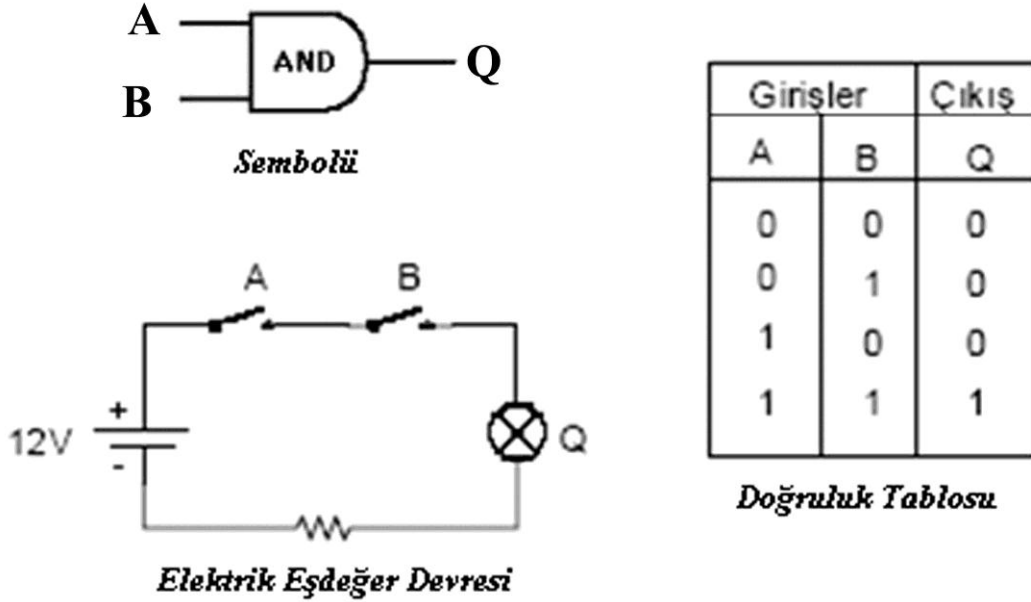 A
AND
Q
B
Sembolü
Girişler Çıkış
A B Q
0 0 0
0 1 0
1 0 0
1 1 1
Doğruluk Tablosu
A B
+
12V
-
Q
Elektrik Eşdeğer Devresi